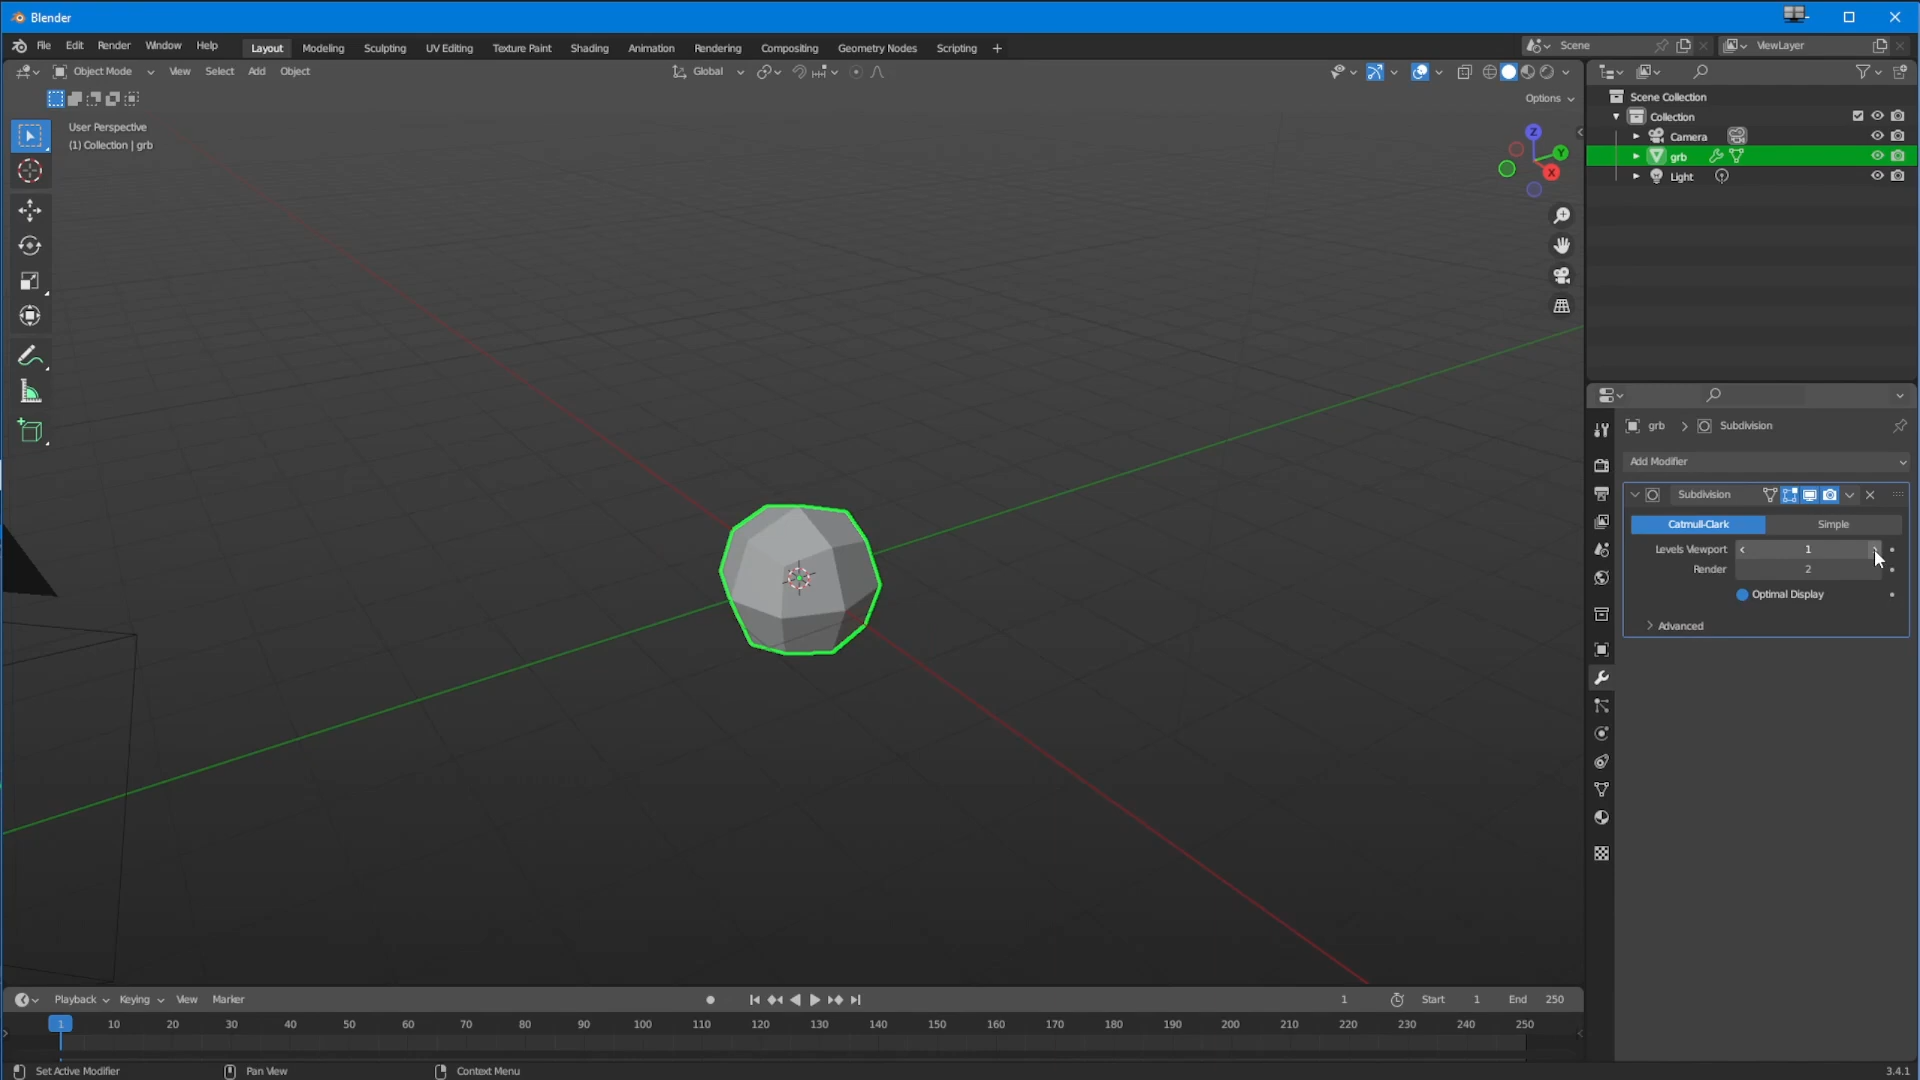 Blender
File Edit Render Window Help Layout Modeling Sculpting UV Editing Texture Paint Shading Animation Rendering Compositing Geometry Nodes Scripting + Scene ViewLayer
Object Mode View Select Add Object Global
Options
User Perspective
(1) Collection | grb
Z
Y
X
Scene Collection
Collection
Camera
grb
Light
grb > Subdivision
Add Modifier
Subdivision
Catmull-Clark Simple
Levels Viewport 1
Render 2
Optimal Display
Advanced
Playback Keying View Marker 1 Start 1 End 250
1 10 20 30 40 50 60 70 80 90 100 110 120 130 140 150 160 170 180 190 200 210 220 230 240 250
Set Active Modifier Pan View Context Menu 3.4.1